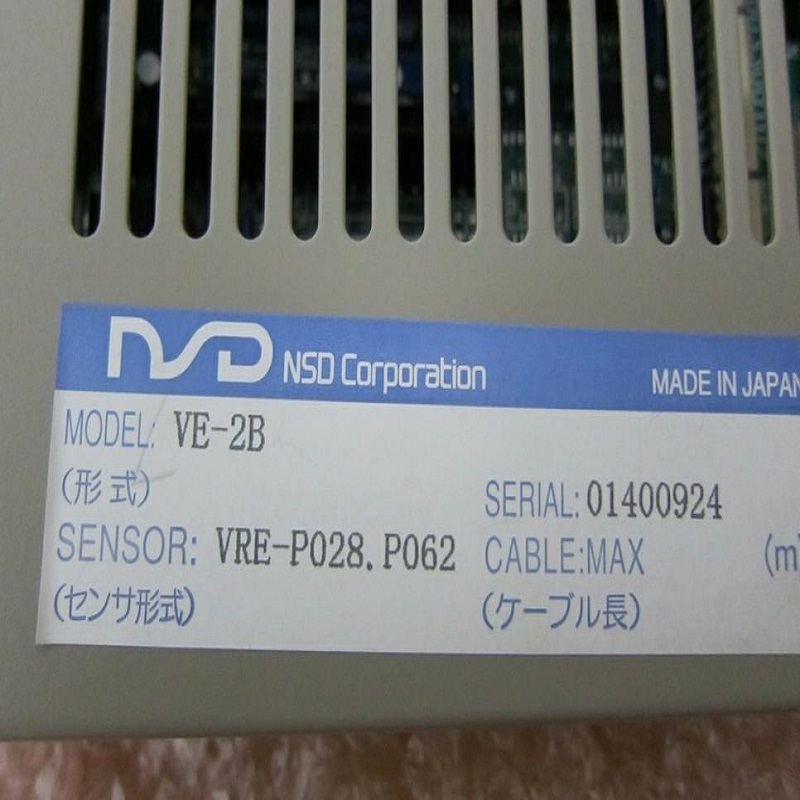 NSD NSD Corporation MADE IN JAPAN
MODEL: VE-2B
(形式) SERIAL: 01400924
SENSOR: VRE-P028.P062 CABLE:MAX (m
(センサ形式) (ケーブル長)